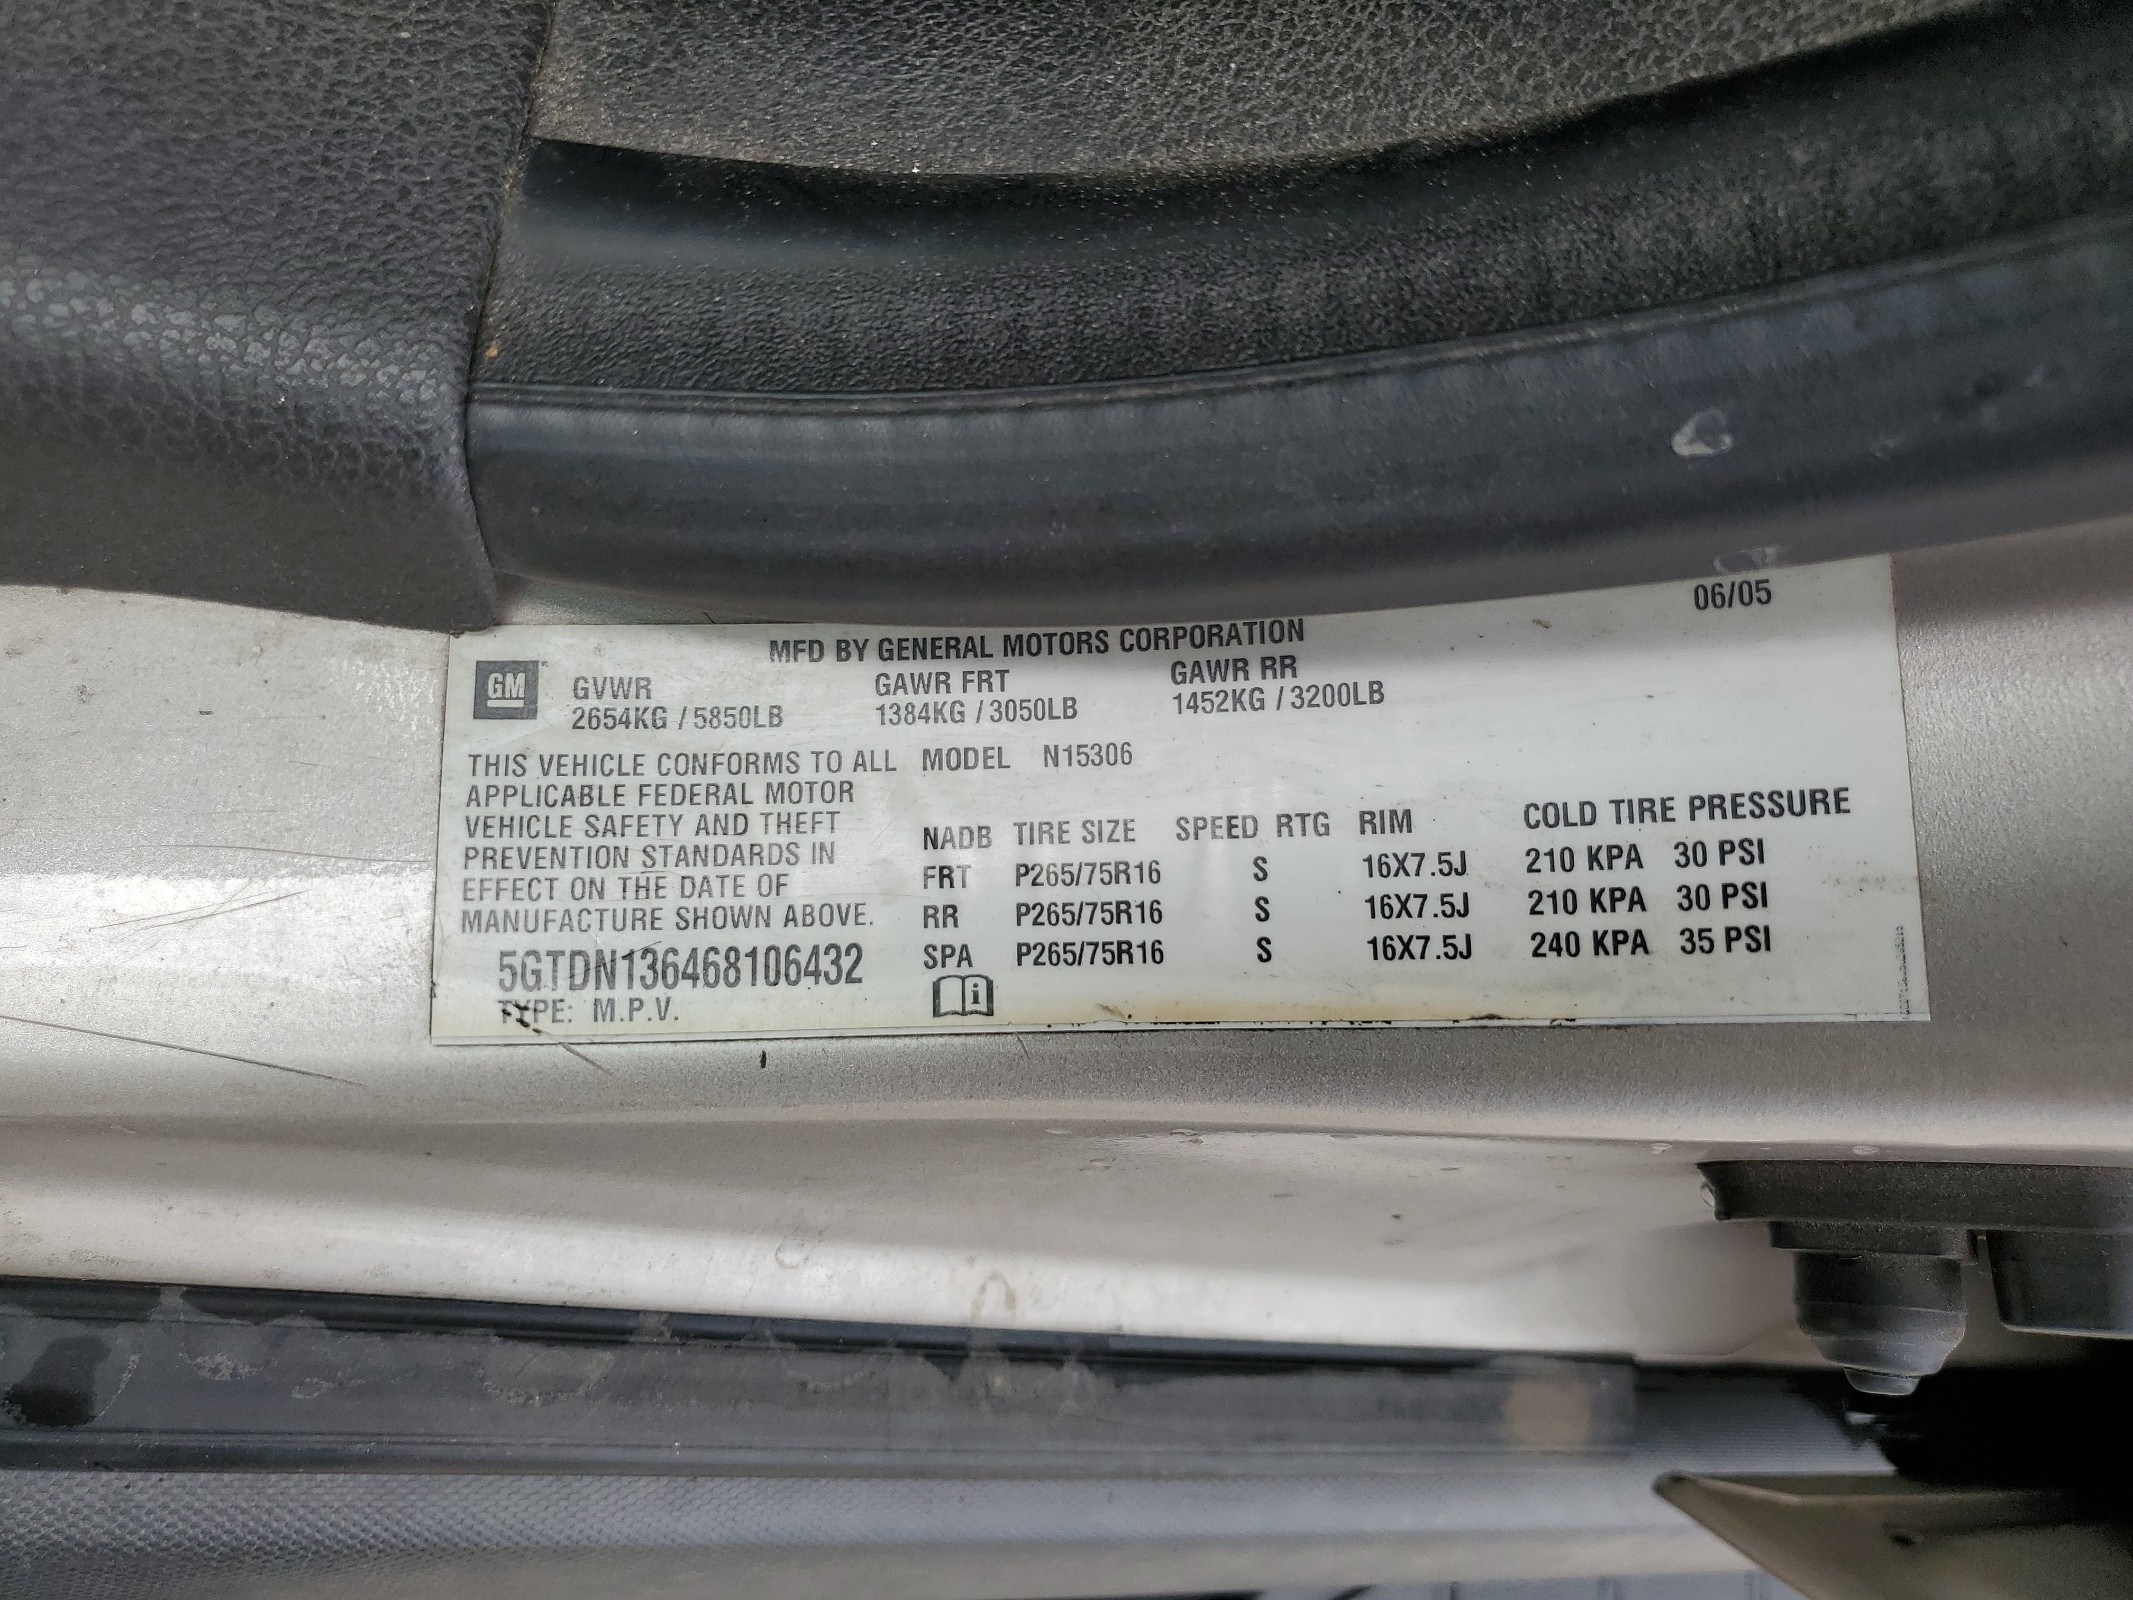 06/05
MFD BY GENERAL MOTORS CORPORATION
GM
GVWR GAWR FRT GAWR RR
2654KG / 5850LB 1384KG / 3050LB 1452KG / 3200LB
THIS VEHICLE CONFORMS TO ALL
APPLICABLE FEDERAL MOTOR
VEHICLE SAFETY AND THEFT
PREVENTION STANDARDS IN
EFFECT ON THE DATE OF
MANUFACTURE SHOWN ABOVE.
5GTDN136468106432
TYPE: M.P.V.
MODEL N15306
NADB TIRE SIZE SPEED RTG RIM COLD TIRE PRESSURE
FRT P265/75R16 S 16X7.5J 210 KPA 30 PSI
RR P265/75R16 S 16X7.5J 210 KPA 30 PSI
SPA P265/75R16 S 16X7.5J 240 KPA 35 PSI
i